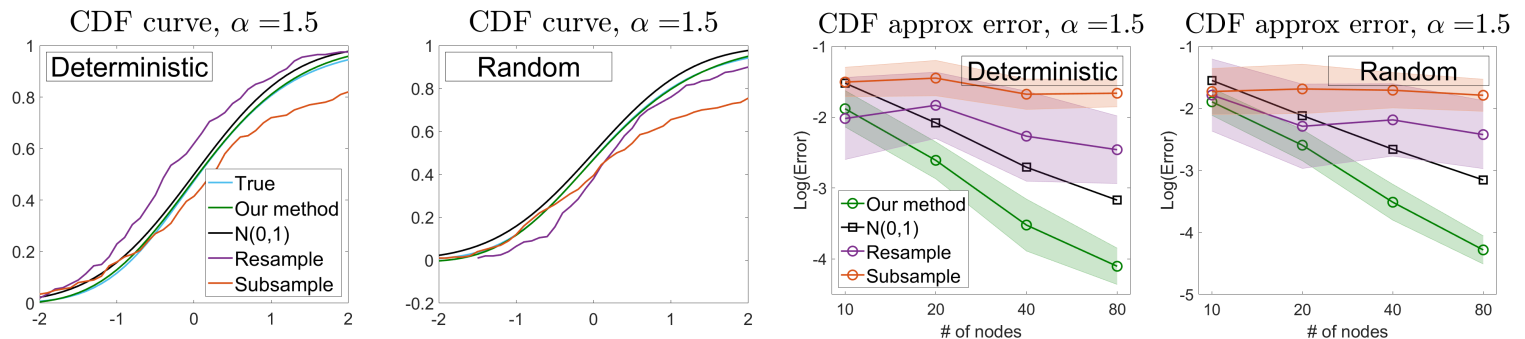 CDF curve, α =1.5
Deterministic
1
0.8
0.6
0.4
0.2
0
-2
-1
0
1
2
True
Our method
N(0,1)
Resample
Subsample
CDF curve, α =1.5
Random
1
0.8
0.6
0.4
0.2
0
-0.2
-2
-1
0
1
2
CDF approx error, α =1.5
Deterministic
Log(Error)
-1
-2
-3
-4
10
20
40
80
# of nodes
Our method
N(0,1)
Resample
Subsample
CDF approx error, α =1.5
Random
Log(Error)
-1
-2
-3
-4
-5
10
20
40
80
# of nodes